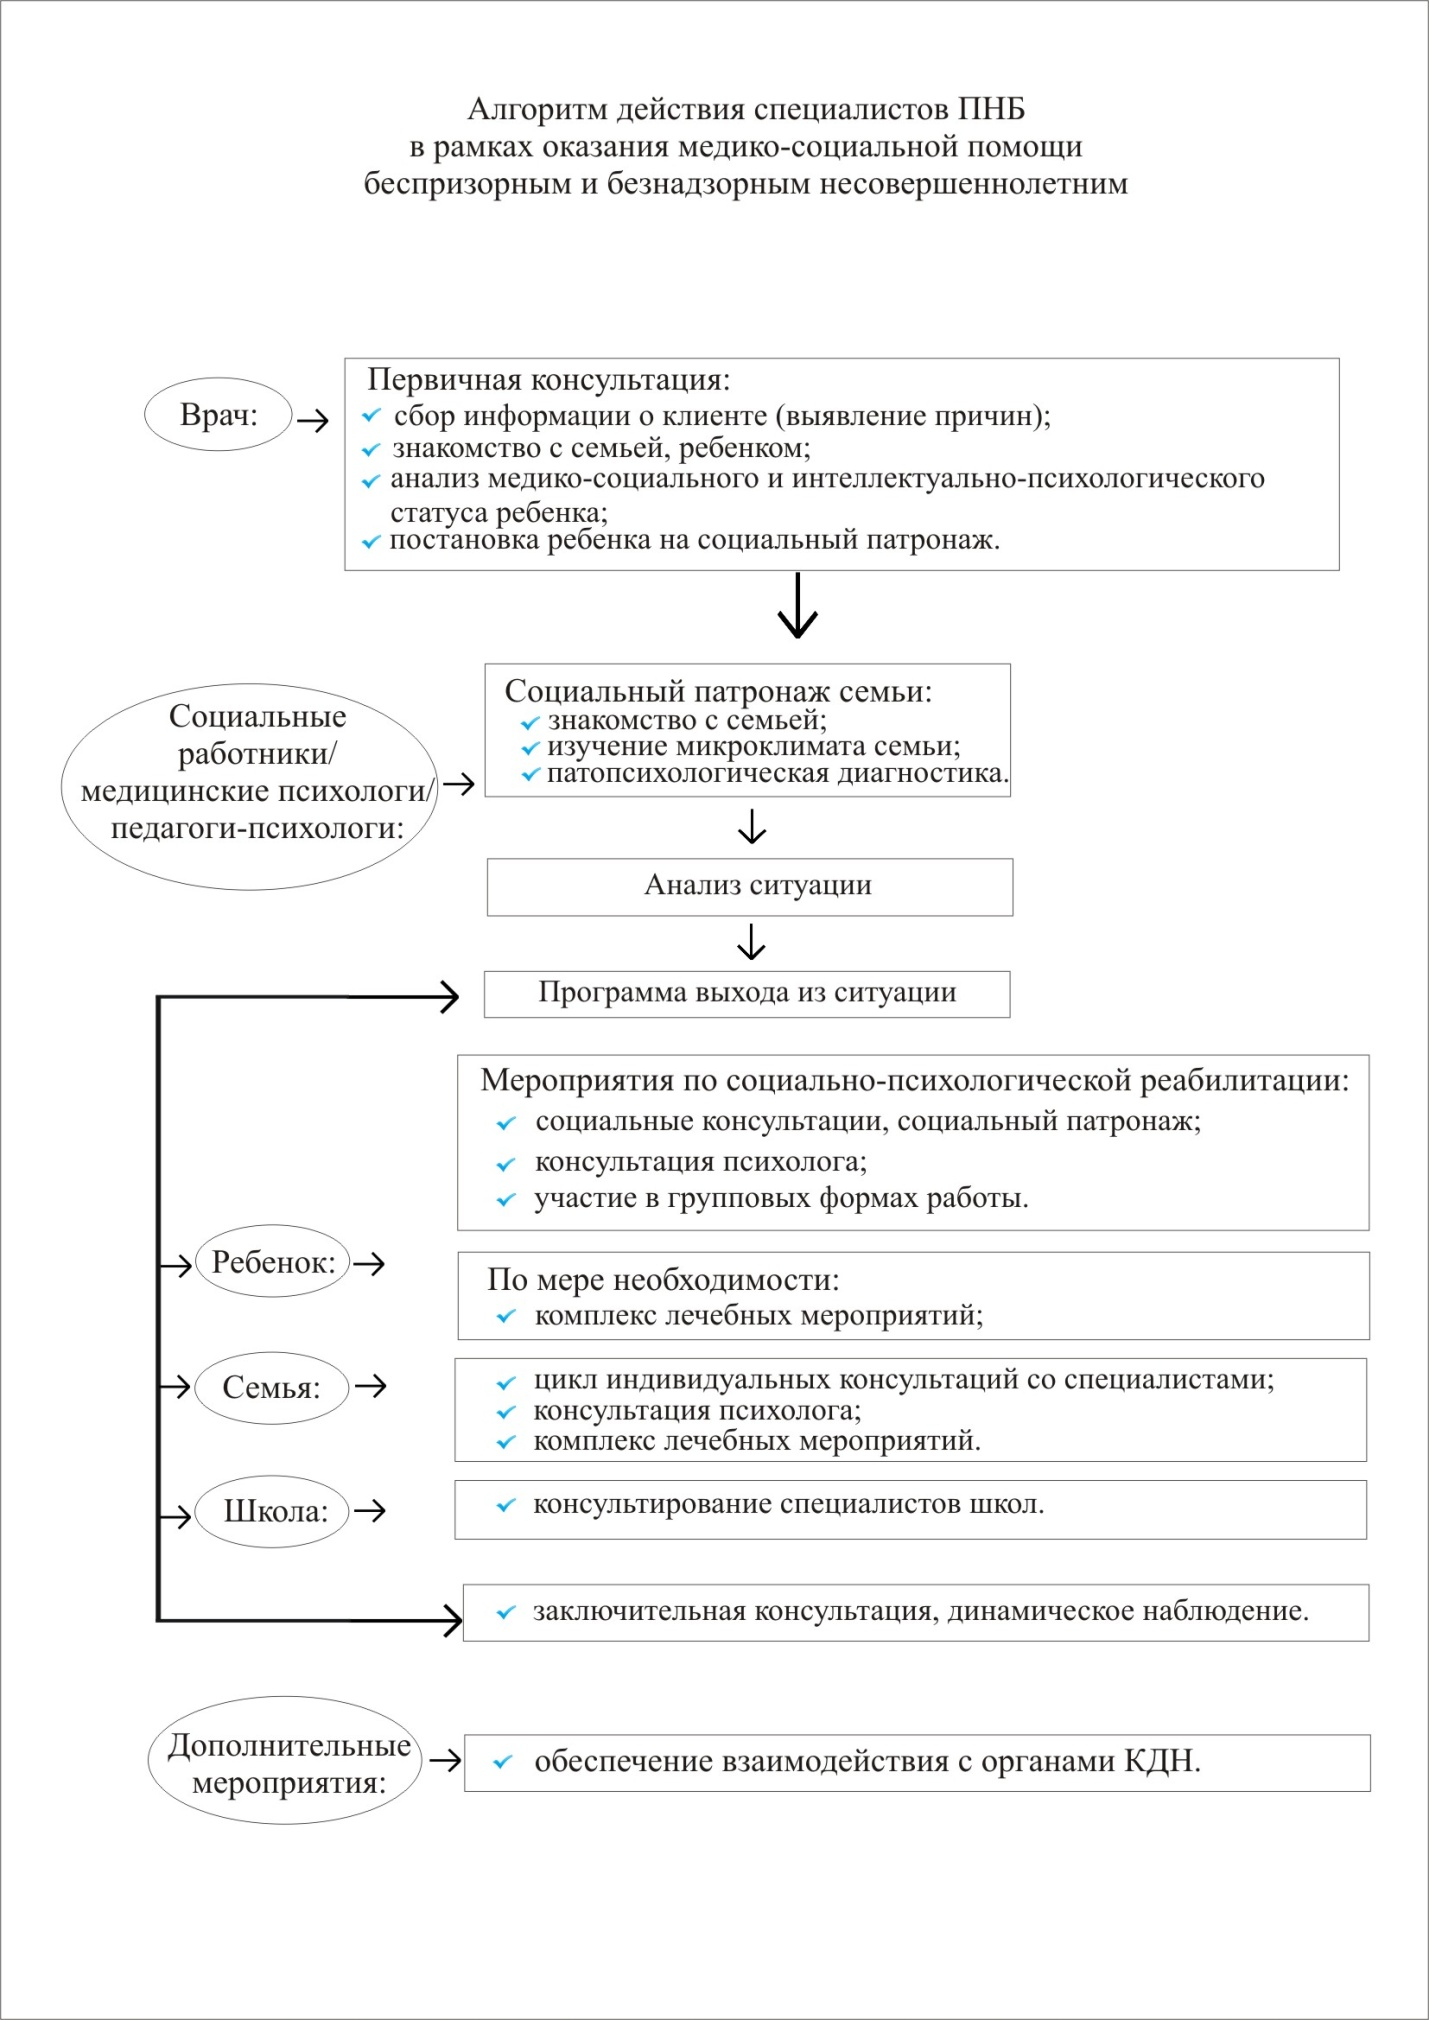 Алгоритм действия специалистов ПНБ
в рамках оказания медико-социальной помощи
беспризорным и безнадзорным несовершеннолетним
Врач:
Первичная консультация:
сбор информации о клиенте (выявление причин);
знакомство с семьей, ребенком;
анализ медико-социального и интеллектуально-психологического
статуса ребенка;
постановка ребенка на социальный патронаж.
Социальные
работники/
медицинские психологи/
педагоги-психологи:
Социальный патронаж семьи:
знакомство с семьей;
изучение микроклимата семьи;
патопсихологическая диагностика.
Анализ ситуации
Программа выхода из ситуации
Мероприятия по социально-психологической реабилитации:
социальные консультации, социальный патронаж;
консультация психолога;
участие в групповых формах работы.
Ребенок:
По мере необходимости:
комплекс лечебных мероприятий;
Семья:
цикл индивидуальных консультаций со специалистами;
консультация психолога;
комплекс лечебных мероприятий.
Школа:
консультирование специалистов школ.
заключительная консультация, динамическое наблюдение.
Дополнительные
мероприятия:
обеспечение взаимодействия с органами КДН.